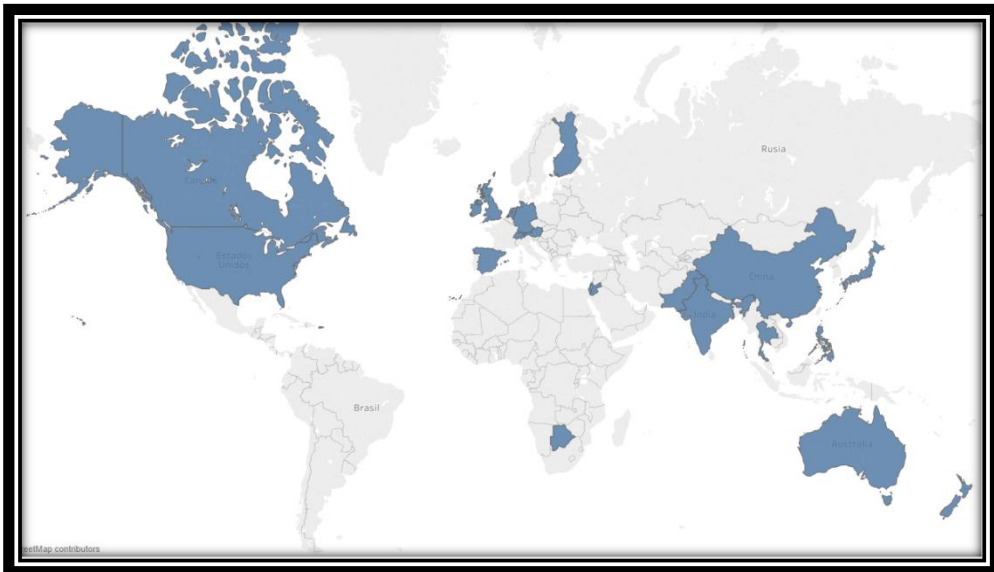 Rusia
Canadá
Estados
Unidos
China
India
Brasil
Australia
eetMap contributors